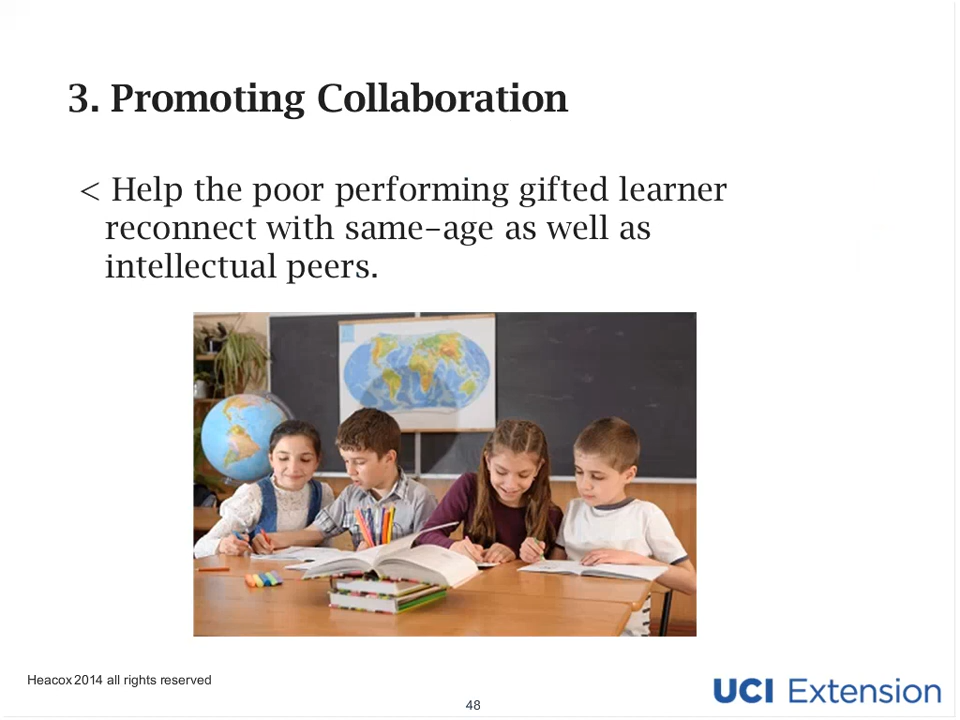 3. Promoting Collaboration
< Help the poor performing gifted learner
reconnect with same-age as well as
intellectual peers.
Heacox 2014 all rights reserved
48
UCI Extension